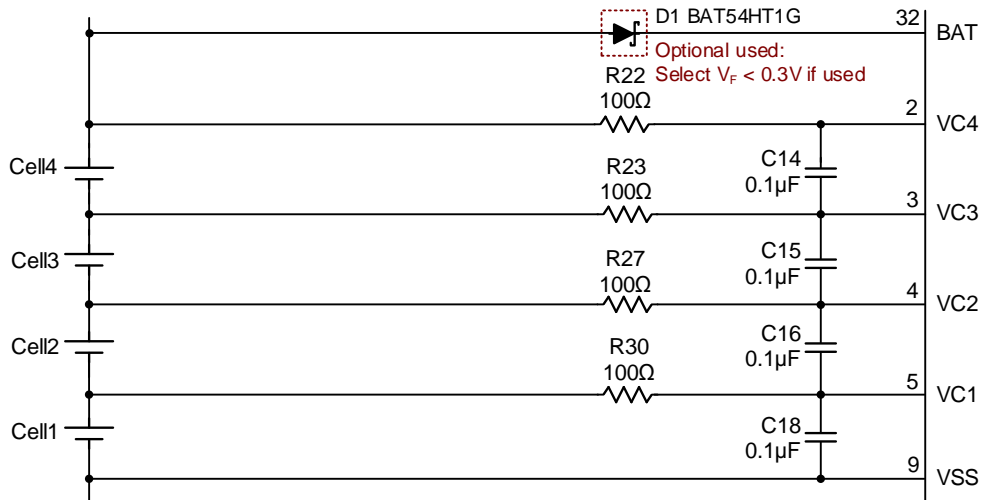 D1 BAT54HT1G
32
BAT
Optional used:
Select VF < 0.3V if used
R22
100Ω
2
VC4
Cell4
C14
0.1µF
R23
100Ω
3
VC3
Cell3
C15
0.1µF
R27
100Ω
4
VC2
Cell2
C16
0.1µF
R30
100Ω
5
VC1
Cell1
C18
0.1µF
9
VSS